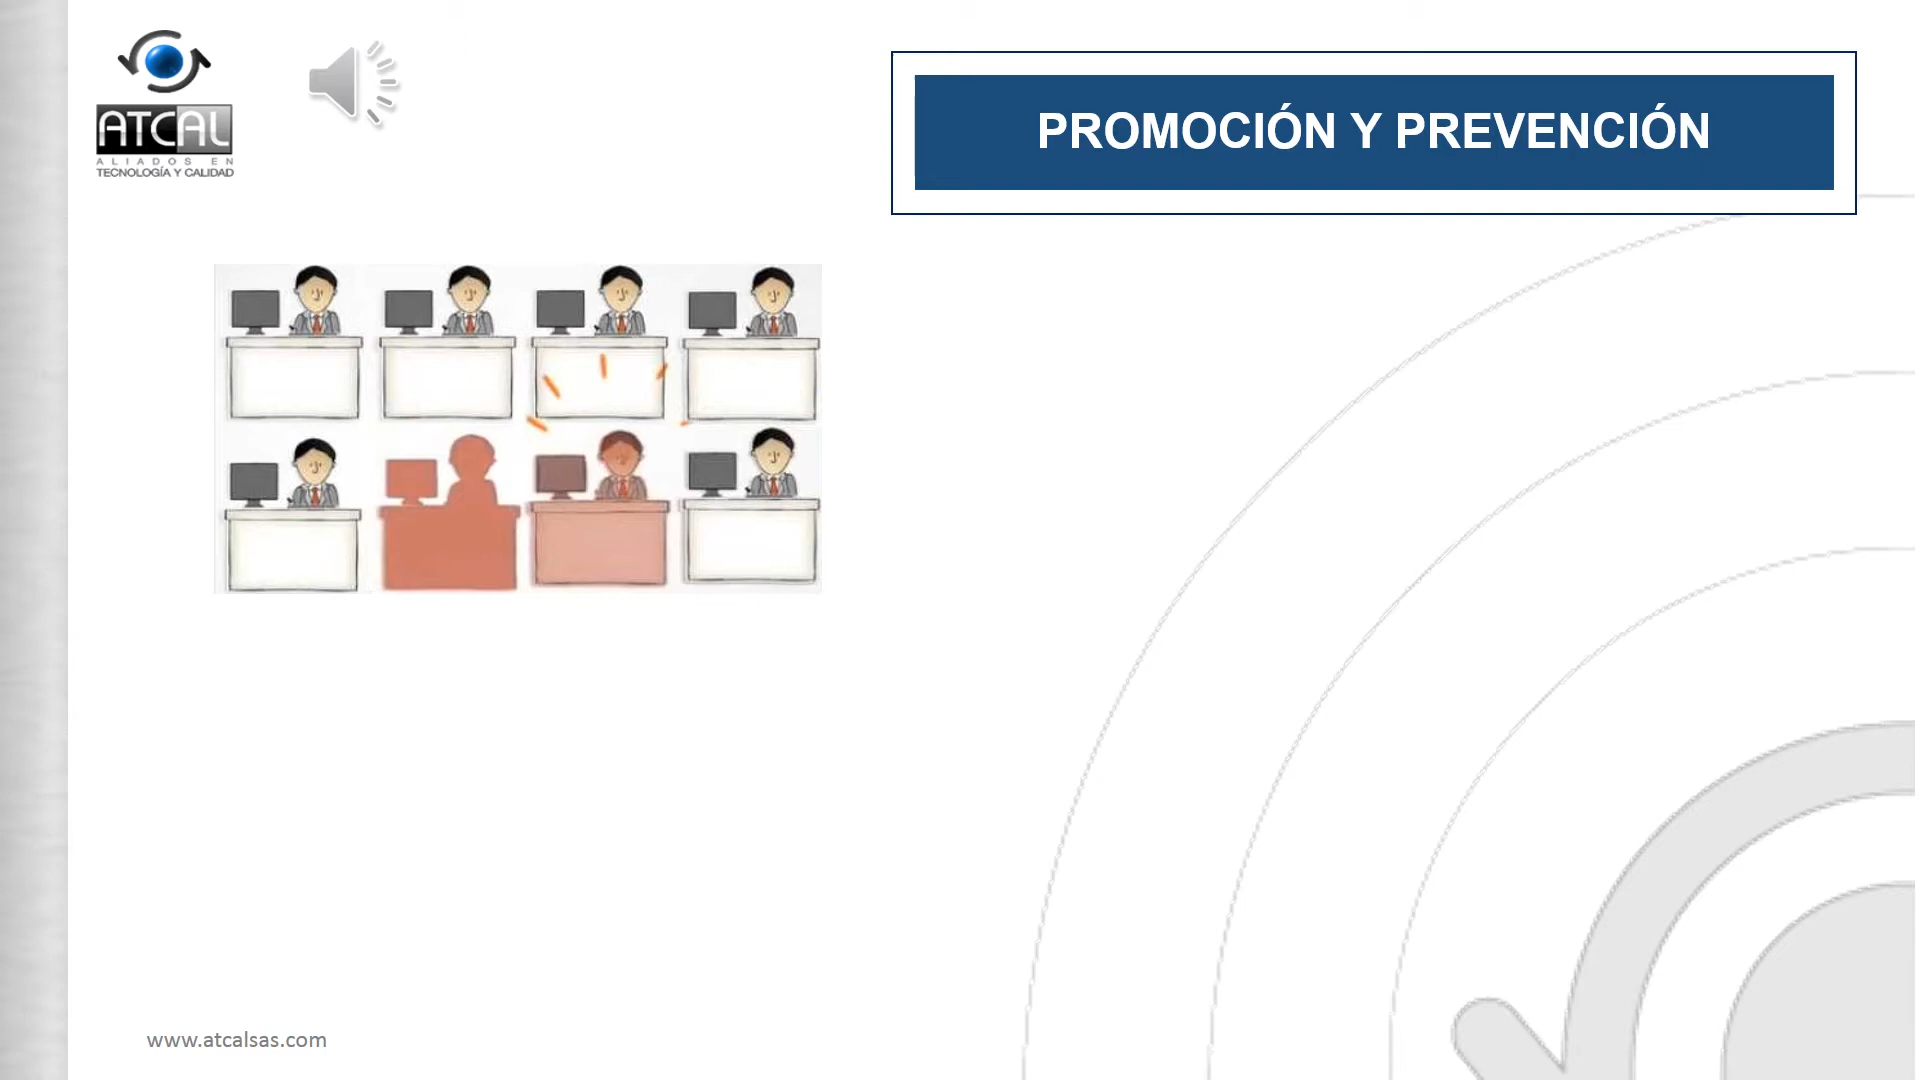 ATCAL
ALIADOS EN
TECNOLOGÍA Y CALIDAD
PROMOCIÓN Y PREVENCIÓN
www.atcalsas.com